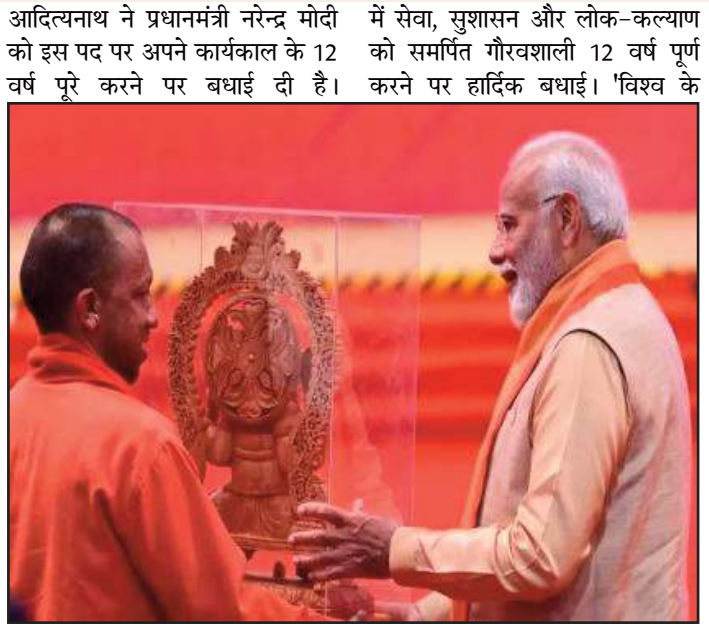 आदित्यनाथ ने प्रधानमंत्री नरेन्द्र मोदी
को इस पद पर अपने कार्यकाल के 12
वर्ष पूरे करने पर बधाई दी है।
में सेवा, सुशासन और लोक-कल्याण
को समर्पित गौरवशाली 12 वर्ष पूर्ण
करने पर हार्दिक बधाई। 'विश्व के